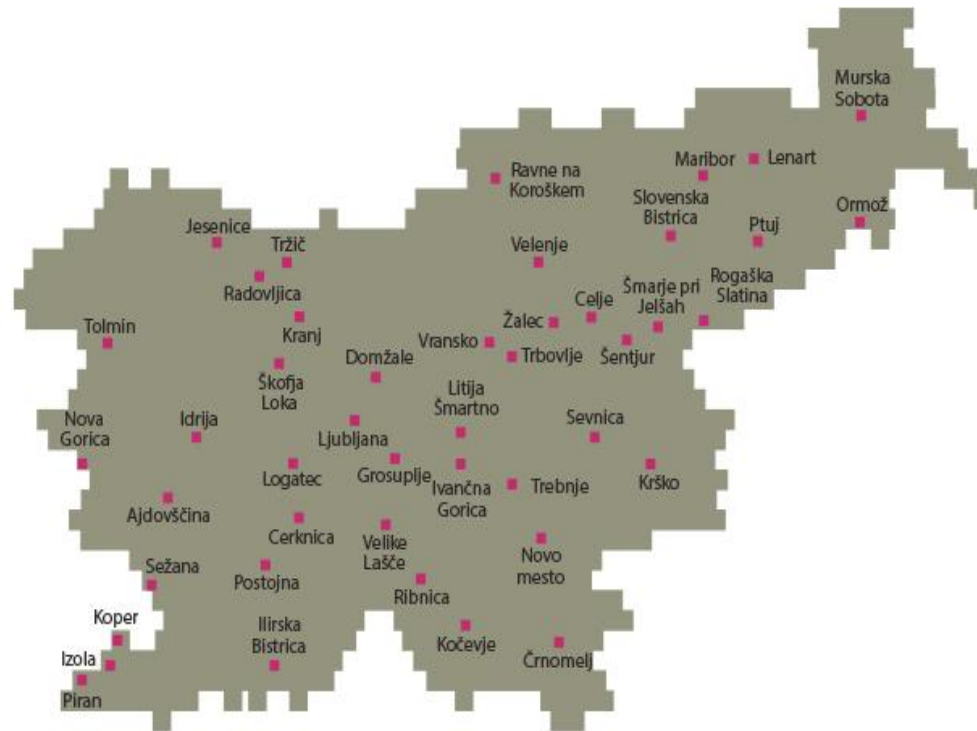 Murska
Sobota
Maribor
Lenart
Ravne na
Koroškem
Slovenska
Bistrica
Ormož
Jesenice
Ptuj
Tržič
Velenje
Radovljica
Šmarje pri
Jelšah
Rogaška
Slatina
Celje
Žalec
Tolmin
Kranj
Vransko
Trbovlje
Šentjur
Domžale
Škofja
Loka
Litija
Šmartno
Nova
Gorica
Idrija
Sevnica
Ljubljana
Logatec
Grosuplje
Ivančna
Gorica
Trebnje
Krško
Ajdovščina
Cerknica
Velike
Lašče
Novo
mesto
Sežana
Postojna
Ribnica
Koper
Ilirska
Bistrica
Kočevje
Črnomelj
Izola
Piran